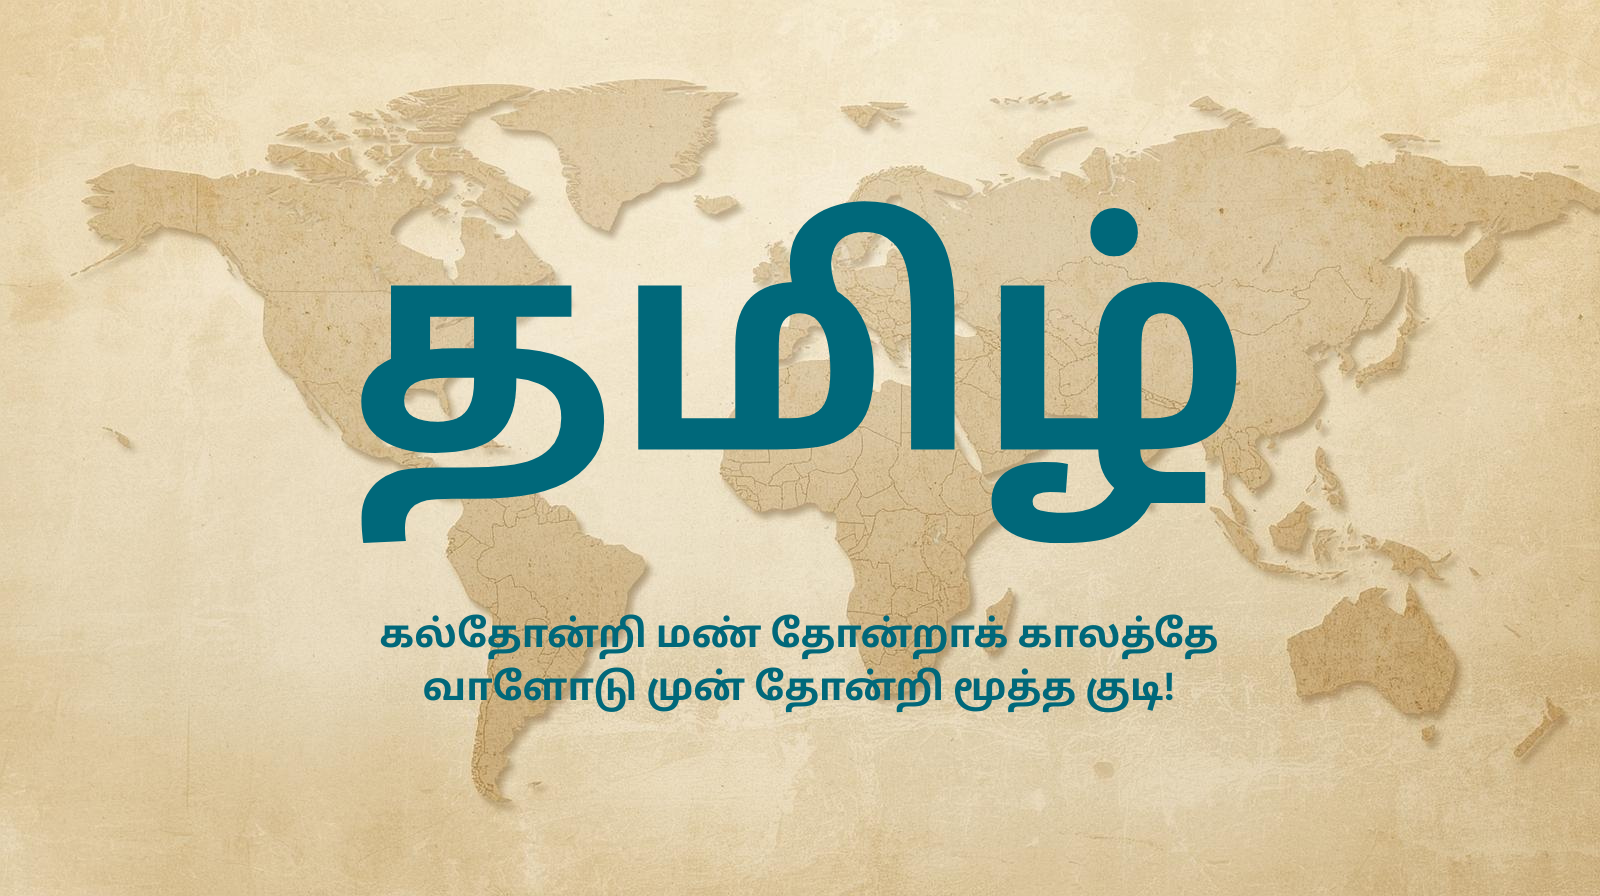 தமிழ்
கல்தோன்றி மண் தோன்றாக் காலத்தே
வாளோடு முன் தோன்றி மூத்த குடி!